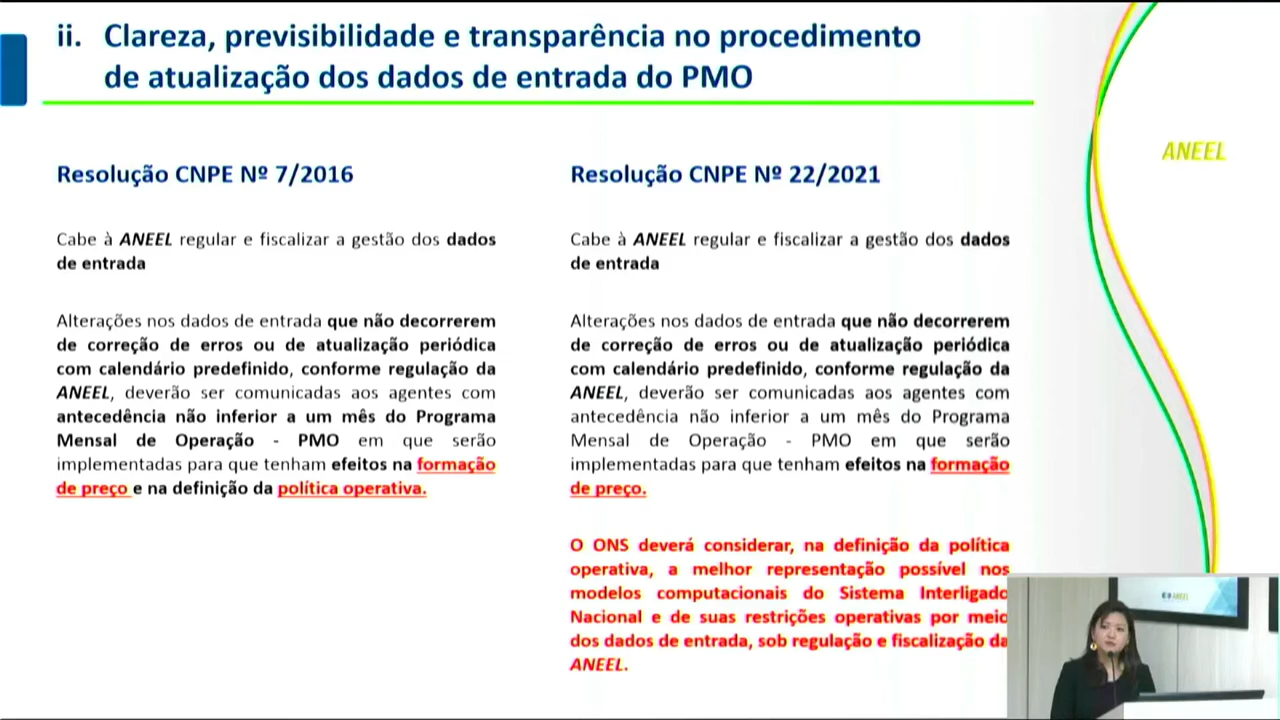 ii. Clareza, previsibilidade e transparência no procedimento
de atualização dos dados de entrada do PMO
ANEEL
Resolução CNPE Nº 7/2016
Cabe à ANEEL regular e fiscalizar a gestão dos dados
de entrada
Alterações nos dados de entrada que não decorrerem
de correção de erros ou de atualização periódica
com calendário predefinido, conforme regulação da
ANEEL, deverão ser comunicadas aos agentes com
antecedência não inferior a um mês do Programa
Mensal de Operação - PMO em que serão
implementadas para que tenham efeitos na formação
de preço e na definição da política operativa.
Resolução CNPE Nº 22/2021
Cabe à ANEEL regular e fiscalizar a gestão dos dados
de entrada
Alterações nos dados de entrada que não decorrerem
de correção de erros ou de atualização periódica
com calendário predefinido, conforme regulação da
ANEEL, deverão ser comunicadas aos agentes com
antecedência não inferior a um mês do Programa
Mensal de Operação - PMO em que serão
implementadas para que tenham efeitos na formação
de preço.
O ONS deverá considerar, na definição da política
operativa, a melhor representação possível nos
modelos computacionais do Sistema Interligado
Nacional e de suas restrições operativas por meio
dos dados de entrada, sob regulação e fiscalização da
ANEEL.
ANEEL